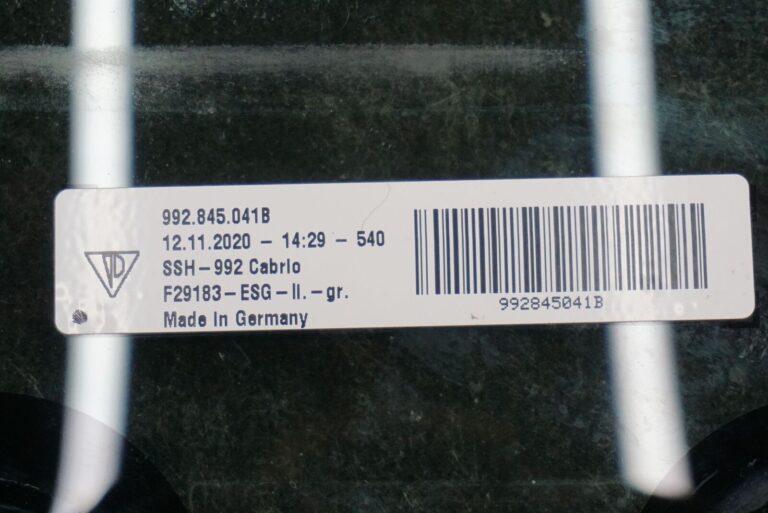 992.845.041B
12.11.2020 - 14:29 - 540
SSH-992 Cabrio
F29183-ESG-II.-gr.
Made in Germany
992845041B